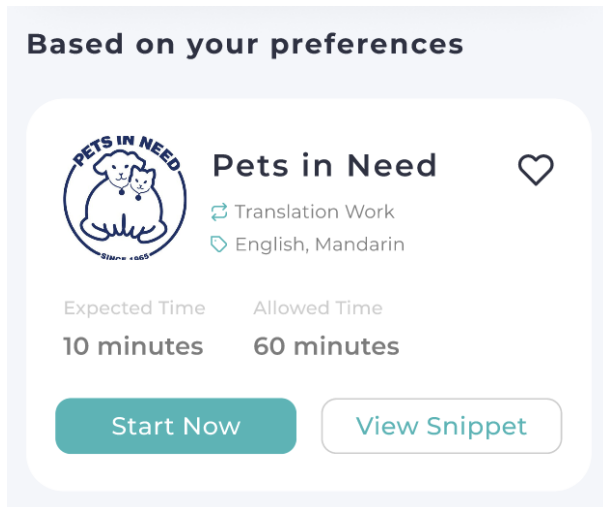 Based on your preferences
PETS IN NEED
SINCE 1965
Pets in Need
Translation Work
English, Mandarin
Expected Time
Allowed Time
10 minutes
60 minutes
Start Now
View Snippet